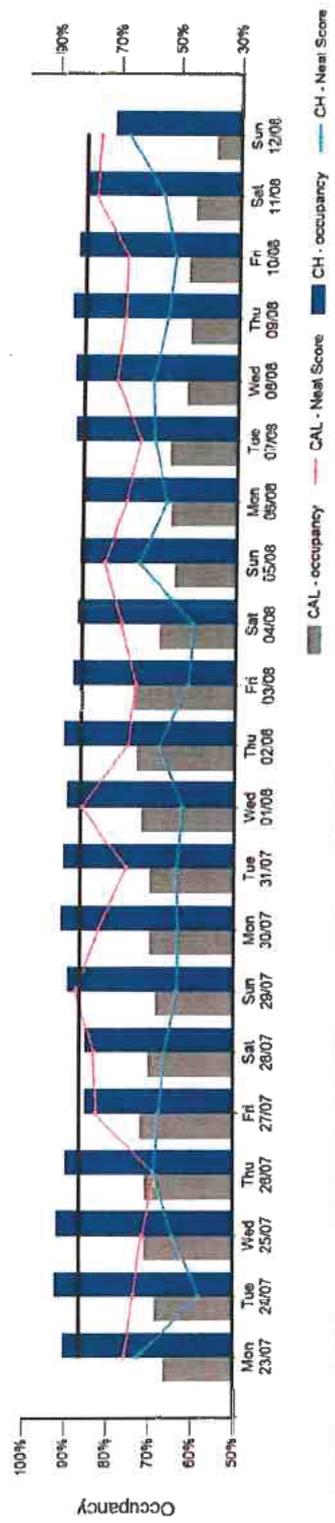 Occupancy
100%
90%
80%
70%
60%
50%
90%
70%
50%
30%
Mon 23/07
Tue 24/07
Wed 25/07
Thu 26/07
Fri 27/07
Sat 28/07
Sun 29/07
Mon 30/07
Tue 31/07
Wed 01/08
Thu 02/08
Fri 03/08
Sat 04/08
Sun 05/08
Mon 06/08
Tue 07/08
Wed 08/08
Thu 09/08
Fri 10/08
Sat 11/08
Sun 12/08
CAL - occupancy
CH - occupancy
CAL - Neat Score
CH - Neat Score